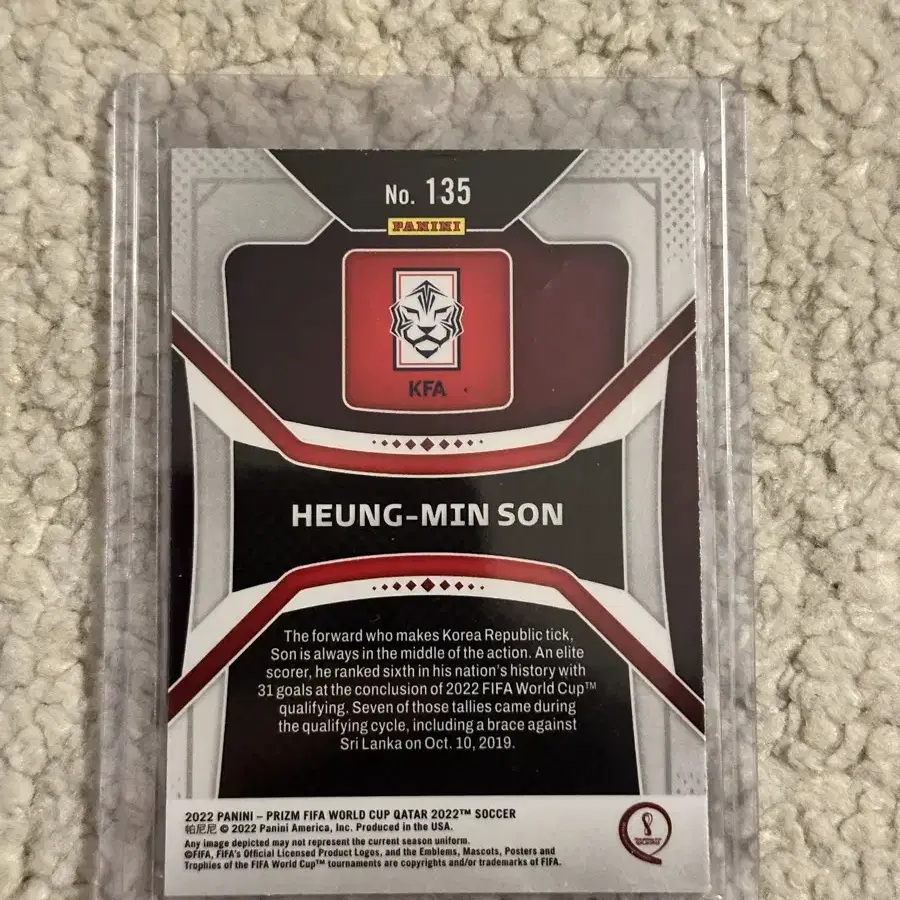 No. 135
PANINI
KFA
HEUNG-MIN SON
The forward who makes Korea Republic tick,
Son is always in the middle of the action. An elite
scorer, he ranked sixth in his nation's history with
31 goals at the conclusion of 2022 FIFA World Cup™
qualifying. Seven of those tallies came during
the qualifying cycle, including a brace against
Sri Lanka on Oct. 10, 2019.
2022 PANINI – PRIZM FIFA WORLD CUP QATAR 2022™ SOCCER
帕尼尼 © 2022 Panini America, Inc. Produced in the USA.
Any image depicted may not represent the current season uniform.
©FIFA, FIFA's Official Licensed Product Logos, and the Emblems, Mascots, Posters and
Trophies of the FIFA World Cup™ tournaments are copyrights and/or trademarks of FIFA.